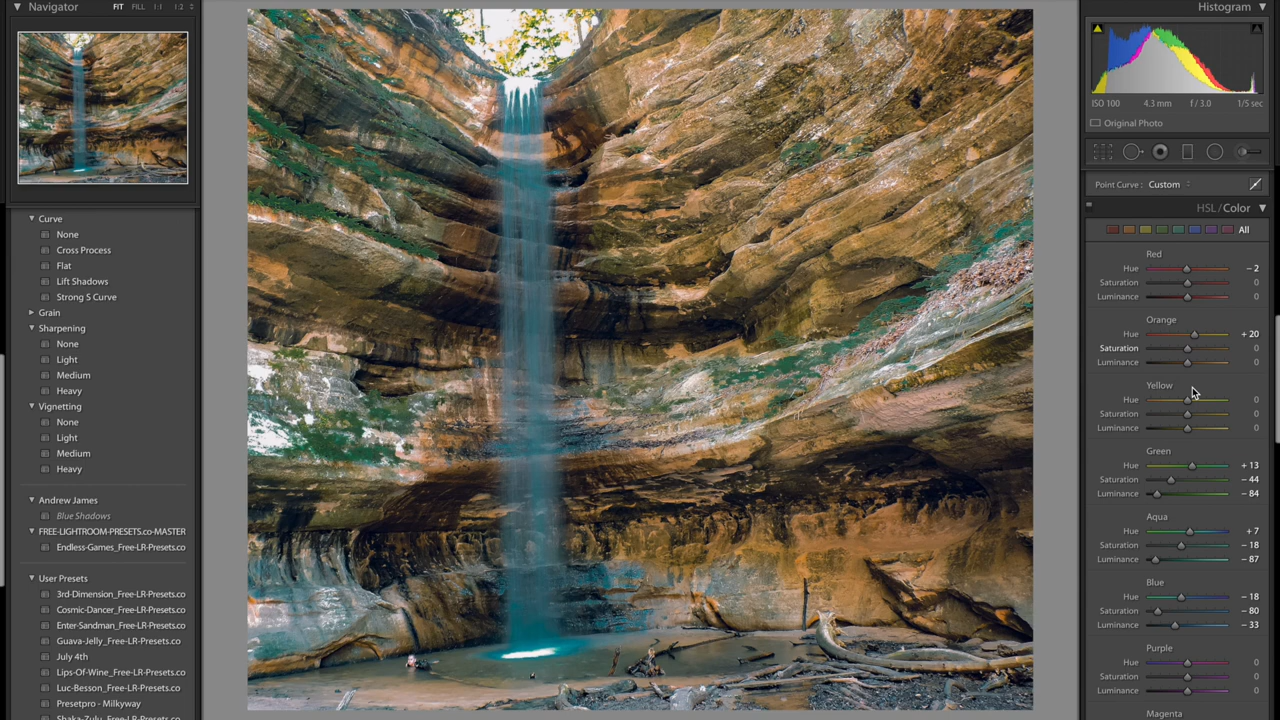 Navigator FIT FILL 1:1 1:2
Curve
None
Cross Process
Flat
Lift Shadows
Strong S Curve
Grain
Sharpening
None
Light
Medium
Heavy
Vignetting
None
Light
Medium
Heavy
Andrew James
Blue Shadows
FREE-LIGHTROOM-PRESETS.co-MASTER
Endless-Games_Free-LR-Presets.co
User Presets
3rd-Dimension_Free-LR-Presets.co
Cosmic-Dancer_Free-LR-Presets.co
Enter-Sandman_Free-LR-Presets.co
Guava-Jelly_Free-LR-Presets.co
July 4th
Lips-Of-Wine_Free-LR-Presets.co
Luc-Besson_Free-LR-Presets.co
Presetpro - Milkyway
Shaka-Zulu_Free-LR-Presets.co
Histogram
ISO 100 4.3 mm f / 3.0 1/5 sec
Original Photo
Point Curve : Custom
HSL / Color
All
Red
Hue − 2
Saturation 0
Luminance 0
Orange
Hue + 20
Saturation 0
Luminance 0
Yellow
Hue 0
Saturation 0
Luminance 0
Green
Hue + 13
Saturation − 44
Luminance − 84
Aqua
Hue + 7
Saturation − 18
Luminance − 87
Blue
Hue − 18
Saturation − 80
Luminance − 33
Purple
Hue 0
Saturation 0
Luminance 0
Magenta